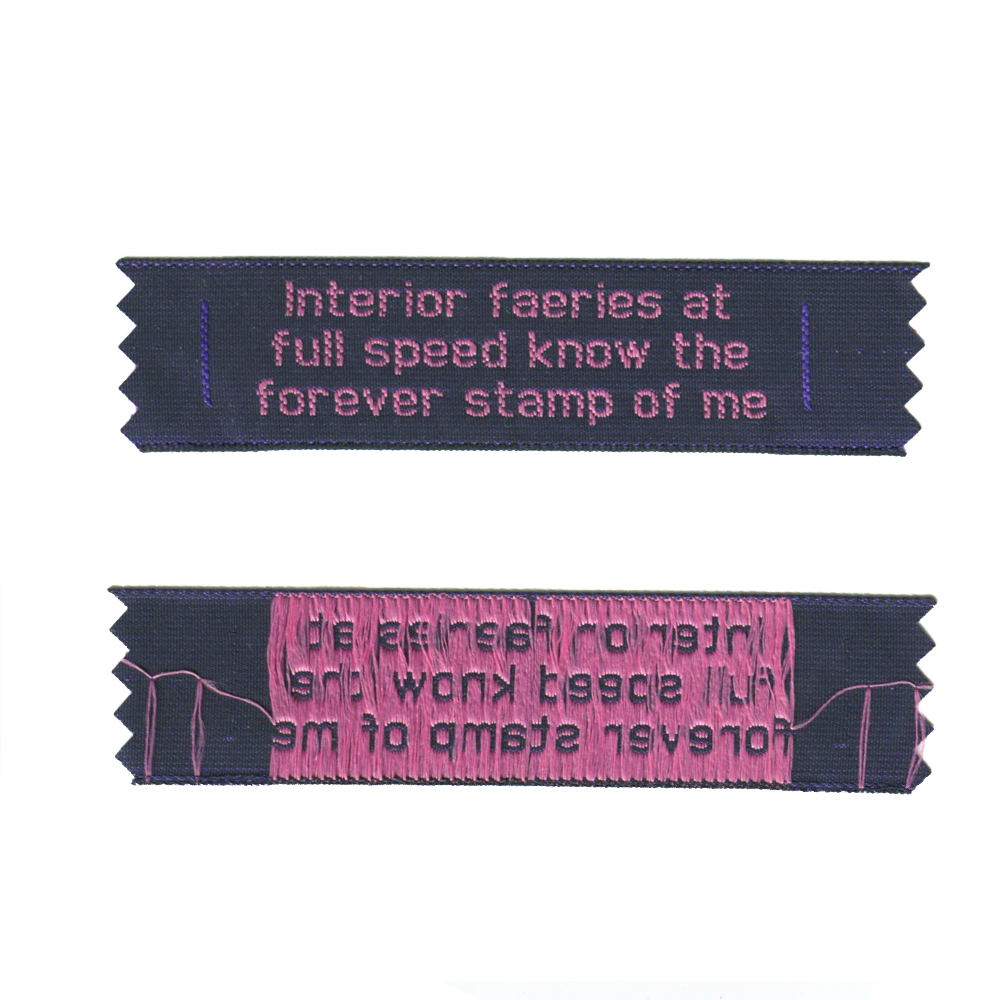 Interior faeries at
full speed know the
forever stamp of me
Interior faeries at
full speed know the
forever stamp of me